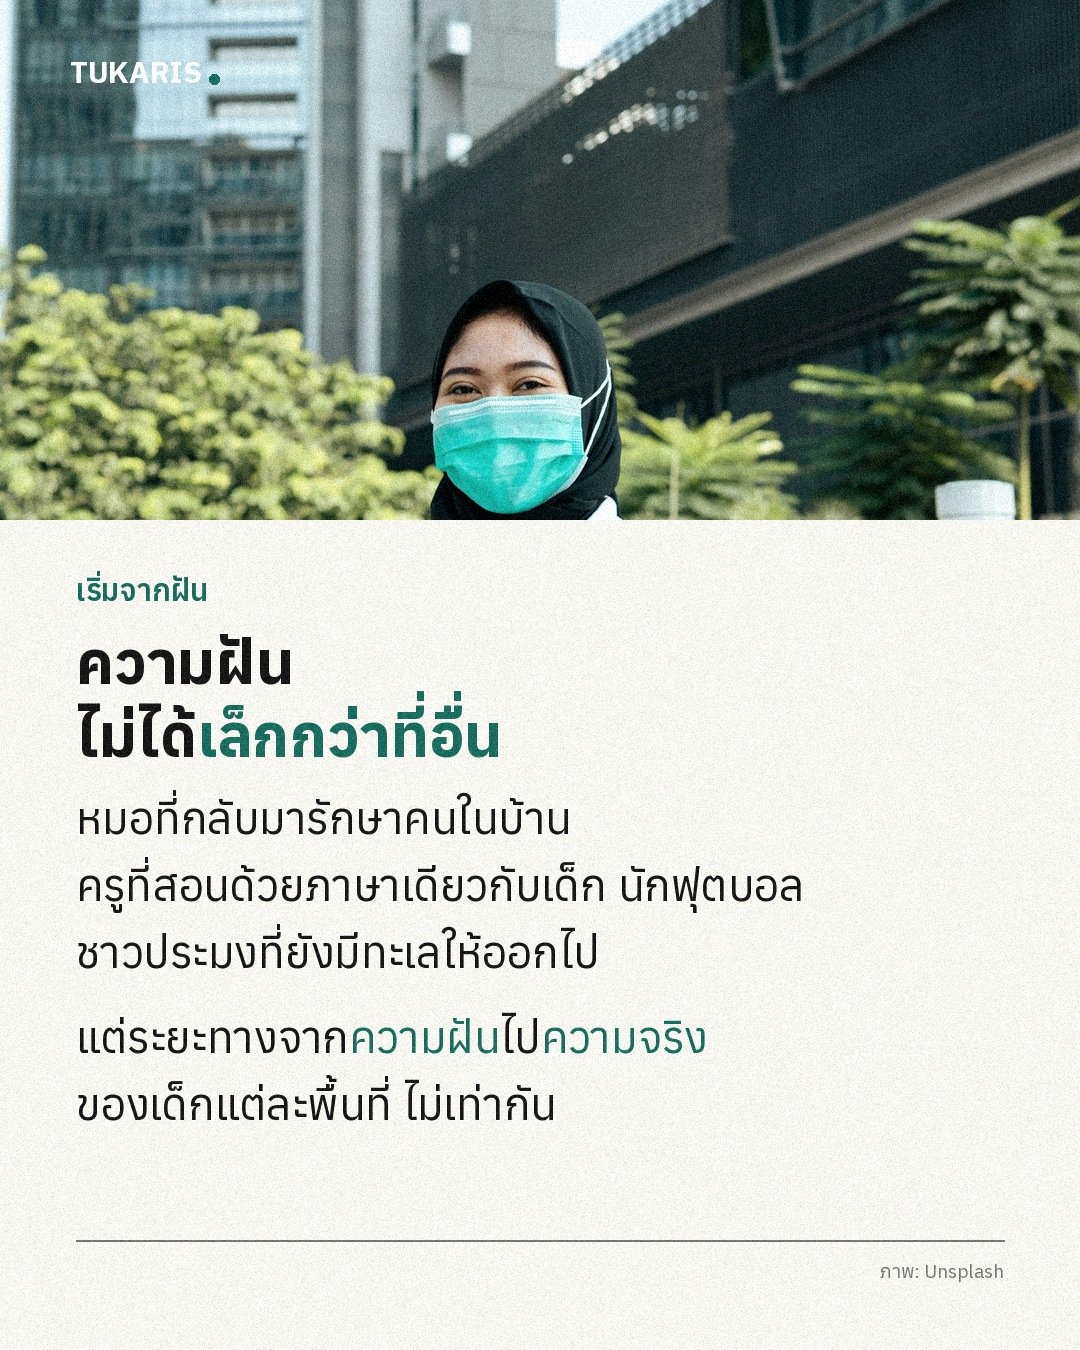 TUKARIS
เริ่มจากฝัน
ความฝัน
ไม่ได้เล็กกว่าที่อื่น
หมอที่กลับมารักษาคนในบ้าน
ครูที่สอนด้วยภาษาเดียวกับเด็ก นักฟุตบอล
ชาวประมงที่ยังมีทะเลให้ออกไป
แต่ระยะทางจากความฝันไปความจริง
ของเด็กแต่ละพื้นที่ ไม่เท่ากัน
ภาพ: Unsplash